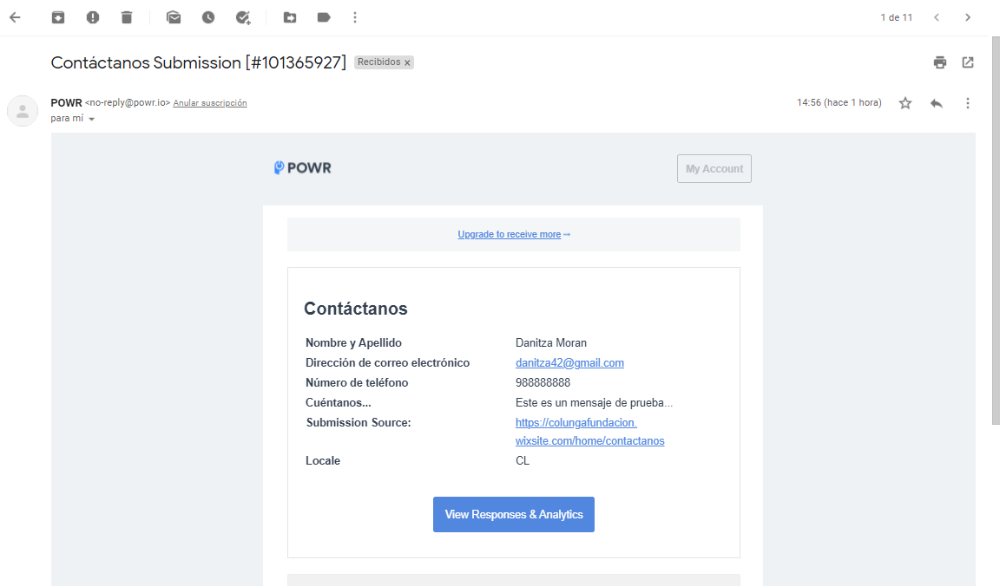 1 de 11
Contáctanos Submission [#101365927] Recibidos x
POWR <no-reply@powr.io> Anular suscripción 14:56 (hace 1 hora)
para mí
POWR My Account
Upgrade to receive more →
Contáctanos
Nombre y Apellido Danitza Moran
Dirección de correo electrónico danitza42@gmail.com
Número de teléfono 988888888
Cuéntanos... Este es un mensaje de prueba...
Submission Source: https://colungafundacion.
wixsite.com/home/contactanos
Locale CL
View Responses & Analytics